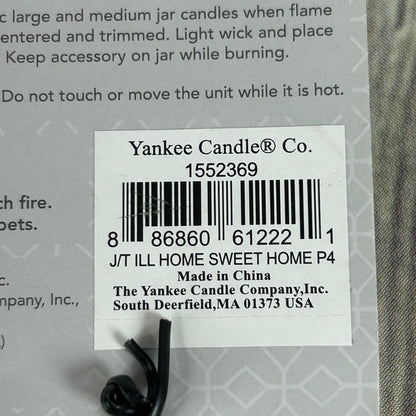 c large and medium jar candles when flame
entered and trimmed. Light wick and place
Keep accessory on jar while burning.
Do not touch or move the unit while it is hot.
Yankee Candle® Co.
1552369
8 86860 61222 1
J/T ILL HOME SWEET HOME P4
Made in China
The Yankee Candle Company,Inc.
South Deerfield,MA 01373 USA
ch fire.
pets.
c.
mpany, Inc.,
)